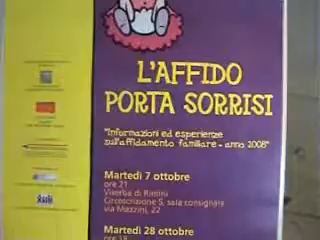 L'AFFIDO
PORTA SORRISI
"Informazioni ed esperienze
sull'affidamento familiare - anno 2008"
Martedì 7 ottobre
ore 21
Viserba di Rimini
Circoscrizione 5, sala consigliare
via Mazzini, 22
Martedì 28 ottobre